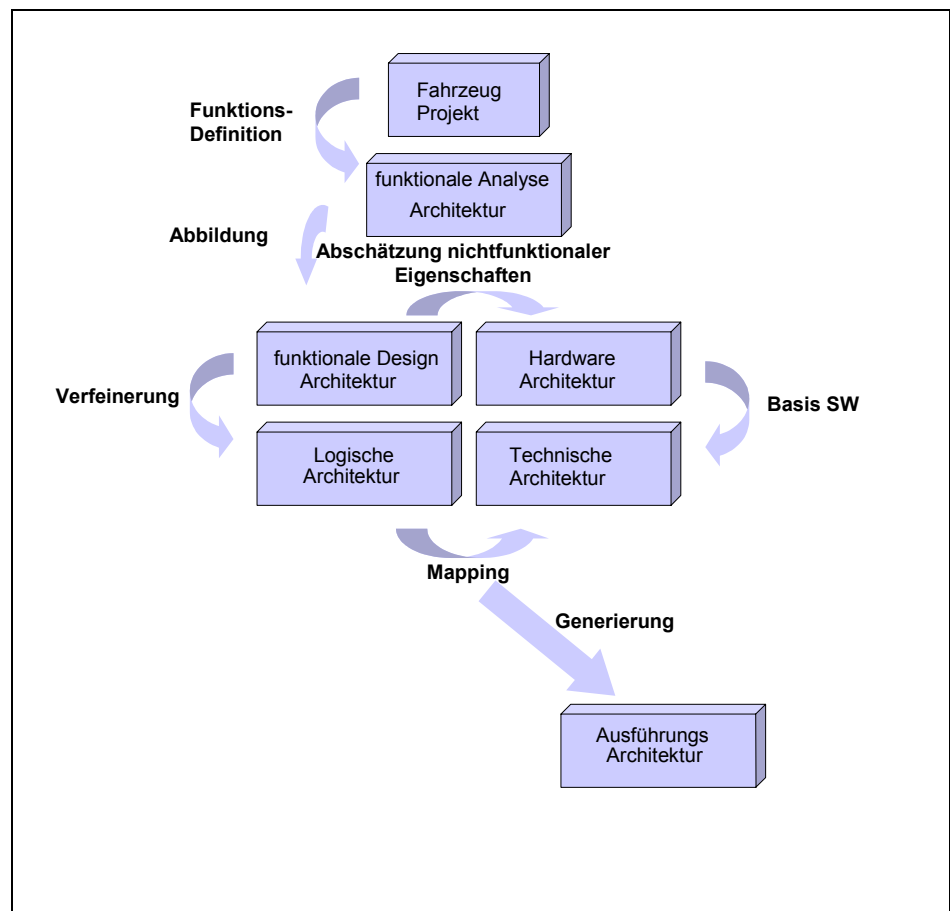 Fahrzeug
Projekt
Funktions-
Definition
funktionale Analyse
Architektur
Abbildung
Abschätzung nichtfunktionaler
Eigenschaften
funktionale Design
Architektur
Hardware
Architektur
Verfeinerung
Basis SW
Logische
Architektur
Technische
Architektur
Mapping
Generierung
Ausführungs
Architektur